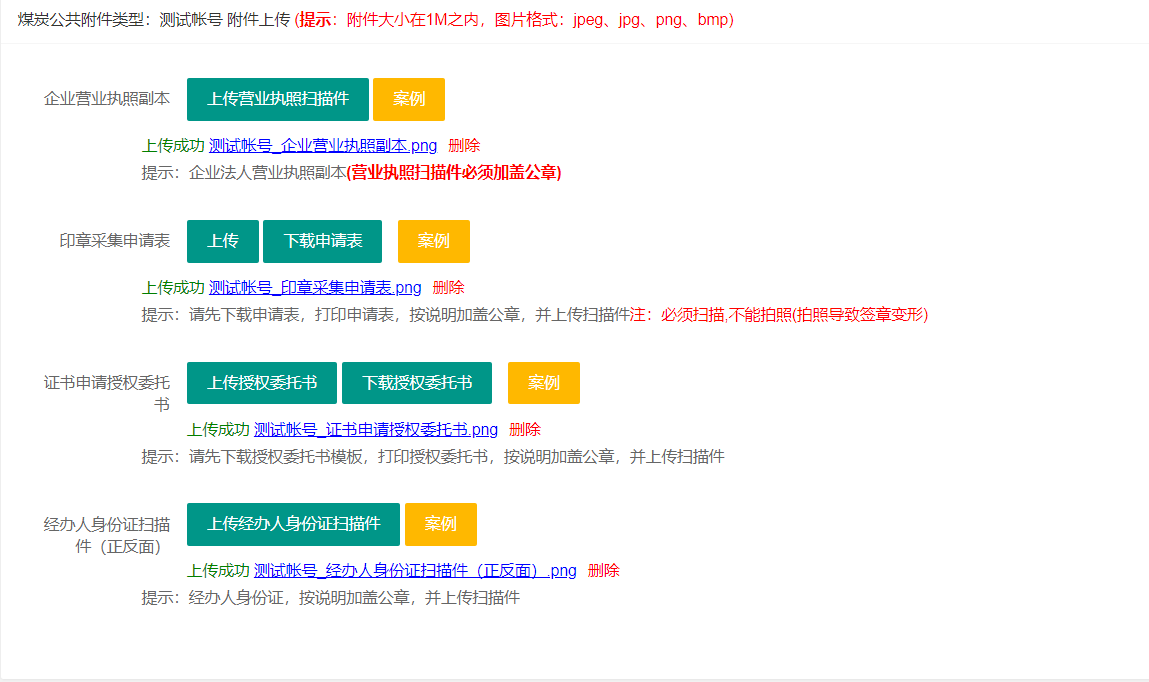 煤炭公共附件类型：测试帐号 附件上传 (提示：附件大小在1M之内，图片格式：jpeg、jpg、png、bmp)
企业营业执照副本 上传营业执照扫描件 案例
上传成功 测试帐号_企业营业执照副本.png 删除
提示：企业法人营业执照副本(营业执照扫描件必须加盖公章)
印章采集申请表 上传 下载申请表 案例
上传成功 测试帐号_印章采集申请表.png 删除
提示：请先下载申请表，打印申请表，按说明加盖公章，并上传扫描件注：必须扫描,不能拍照(拍照导致签章变形)
证书申请授权委托 上传授权委托书 下载授权委托书 案例
书
上传成功 测试帐号_证书申请授权委托书.png 删除
提示：请先下载授权委托书模板，打印授权委托书，按说明加盖公章，并上传扫描件
经办人身份证扫描 上传经办人身份证扫描件 案例
件（正反面）
上传成功 测试帐号_经办人身份证扫描件（正反面）.png 删除
提示：经办人身份证，按说明加盖公章，并上传扫描件